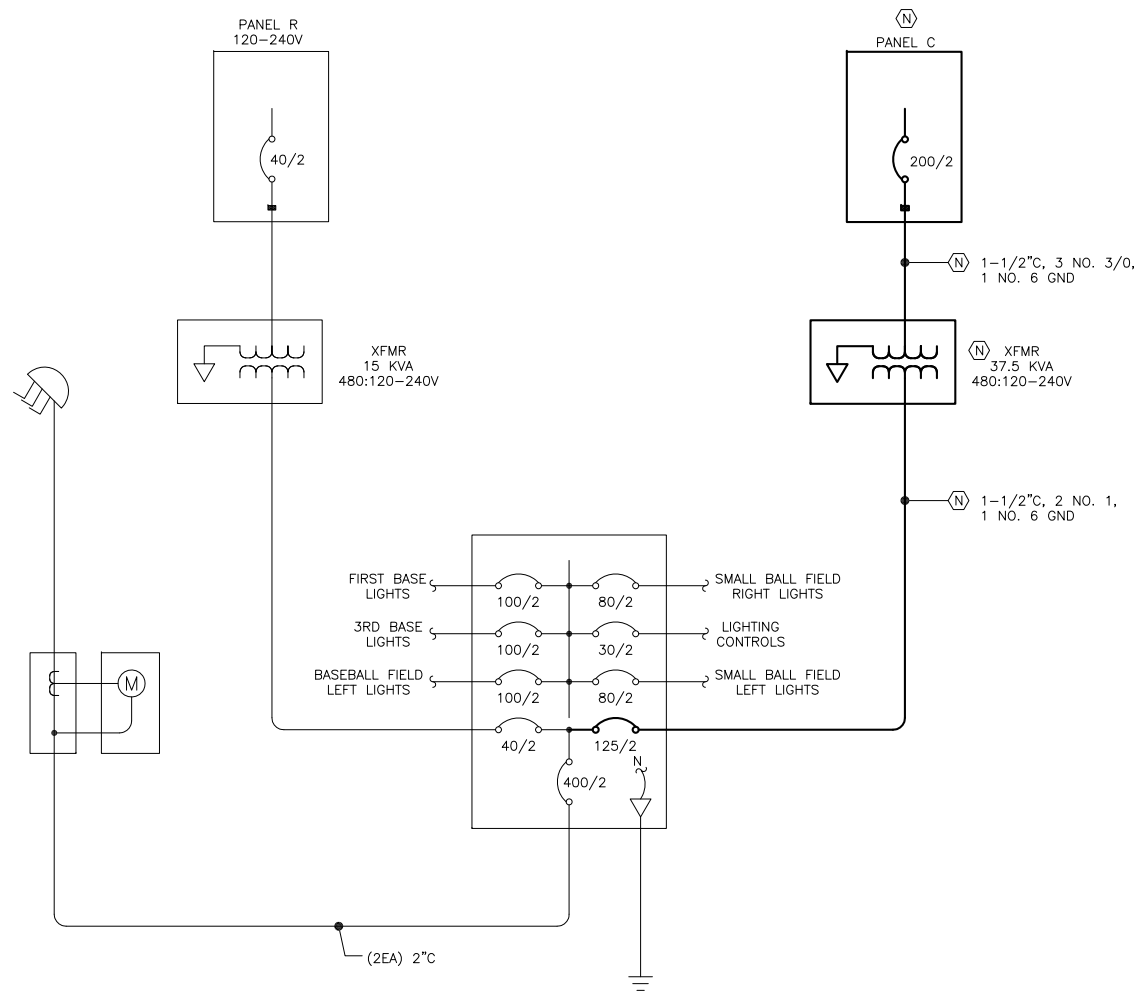 PANEL R
120-240V
40/2
N
PANEL C
200/2
N
1-1/2"C, 3 NO. 3/0,
1 NO. 6 GND
XFMR
15 KVA
480:120-240V
N
XFMR
37.5 KVA
480:120-240V
N
1-1/2"C, 2 NO. 1,
1 NO. 6 GND
FIRST BASE
LIGHTS
100/2
80/2
SMALL BALL FIELD
RIGHT LIGHTS
3RD BASE
LIGHTS
100/2
30/2
LIGHTING
CONTROLS
BASEBALL FIELD
LEFT LIGHTS
100/2
80/2
SMALL BALL FIELD
LEFT LIGHTS
M
40/2
125/2
N
400/2
(2EA) 2"C